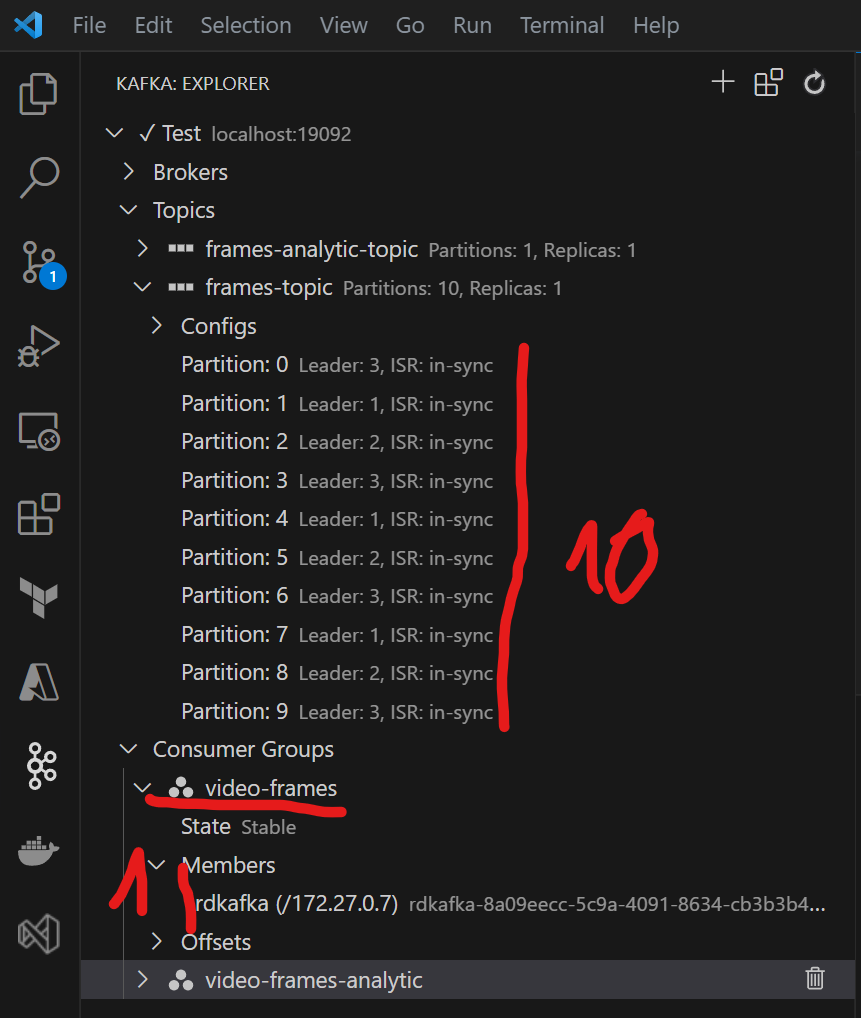 File Edit Selection View Go Run Terminal Help
KAFKA: EXPLORER
✓ Test localhost:19092
Brokers
Topics
1
frames-analytic-topic Partitions: 1, Replicas: 1
frames-topic Partitions: 10, Replicas: 1
Configs
Partition: 0 Leader: 3, ISR: in-sync
Partition: 1 Leader: 1, ISR: in-sync
Partition: 2 Leader: 2, ISR: in-sync
Partition: 3 Leader: 3, ISR: in-sync
Partition: 4 Leader: 1, ISR: in-sync
Partition: 5 Leader: 2, ISR: in-sync
10
Partition: 6 Leader: 3, ISR: in-sync
Partition: 7 Leader: 1, ISR: in-sync
Partition: 8 Leader: 2, ISR: in-sync
Partition: 9 Leader: 3, ISR: in-sync
Consumer Groups
video-frames
State Stable
Members
1
rdkafka (/172.27.0.7) rdkafka-8a09eecc-5c9a-4091-8634-cb3b3b4...
Offsets
video-frames-analytic